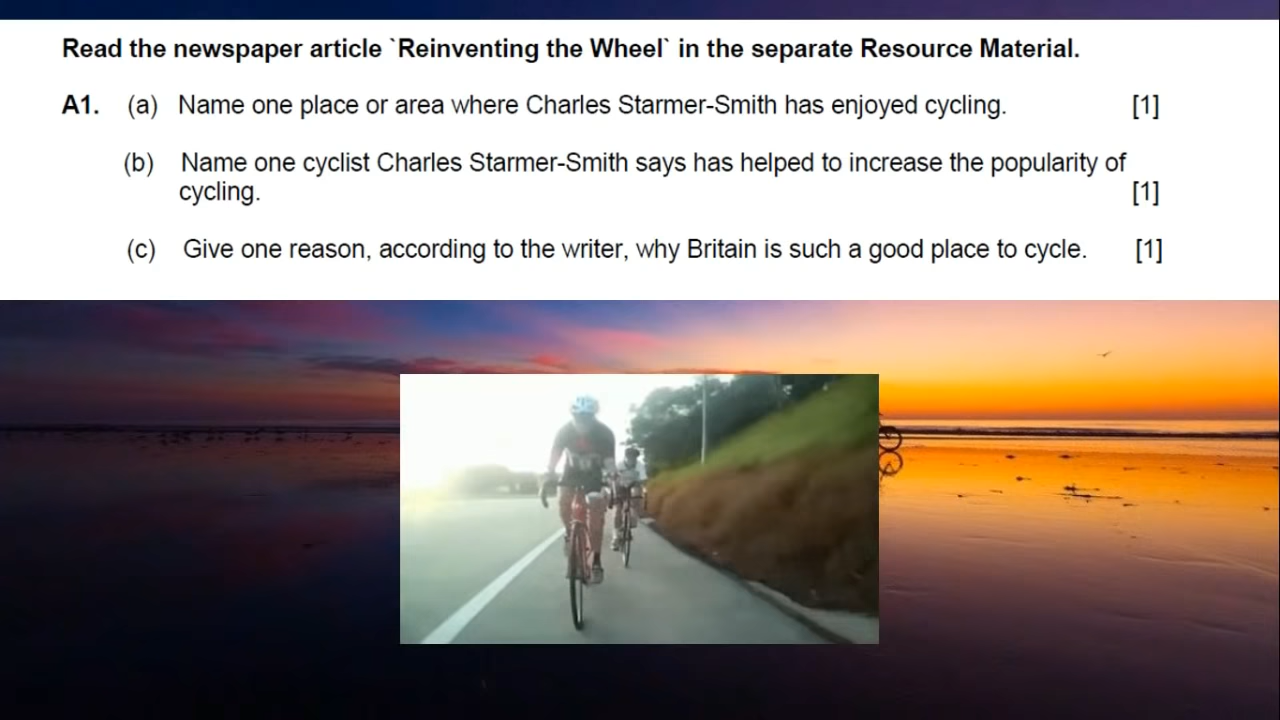 Read the newspaper article `Reinventing the Wheel` in the separate Resource Material.
A1. (a) Name one place or area where Charles Starmer-Smith has enjoyed cycling. [1]
(b) Name one cyclist Charles Starmer-Smith says has helped to increase the popularity of
cycling. [1]
(c) Give one reason, according to the writer, why Britain is such a good place to cycle. [1]